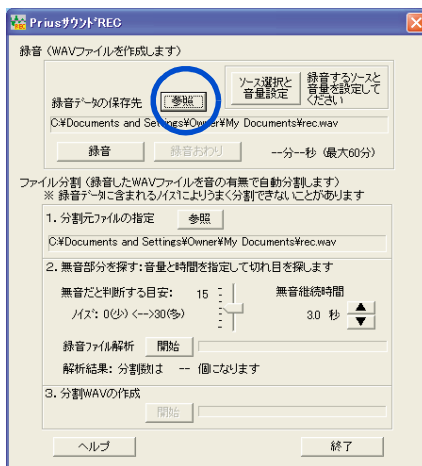 PriusサウンドREC
録音（WAVファイルを作成します）
録音データの保存先
参照
ソース選択と
音量設定
録音するソースと
音量を設定して
ください
C:¥Documents and Settings¥Owner¥My Documents¥rec.wav
録音
録音おわり
--分--秒（最大60分）
ファイル分割（録音したWAVファイルを音の有無で自動分割します）
※ 録音データに含まれるノイズによりうまく分割できないことがあります
1. 分割元ファイルの指定
参照
C:¥Documents and Settings¥Owner¥My Documents¥rec.wav
2. 無音部分を探す：音量と時間を指定して切れ目を探します
無音だと判断する目安： 15
無音継続時間
ノイズ： 0(少) <-->30(多)
3.0 秒
録音ファイル解析
開始
解析結果： 分割数は -- 個になります
3. 分割WAVの作成
開始
ヘルプ
終了